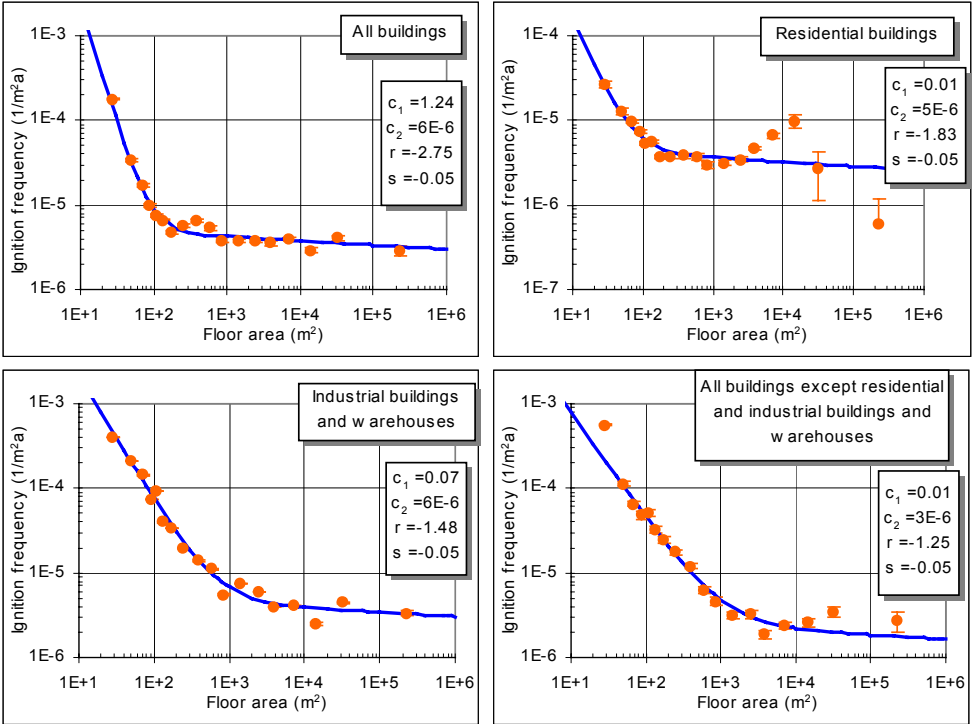 All buildings
c1 =1.24
c2 =6E-6
r =-2.75
s =-0.05
Ignition frequency (1/m²a)
1E-3
1E-4
1E-5
1E-6
1E+1 1E+2 1E+3 1E+4 1E+5 1E+6
Floor area (m²)
Residential buildings
c1 =0.01
c2 =5E-6
r =-1.83
s =-0.05
Ignition frequency (1/m²a)
1E-4
1E-5
1E-6
1E-7
1E+1 1E+2 1E+3 1E+4 1E+5 1E+6
Floor area (m²)
Industrial buildings
and w arehouses
c1 =0.07
c2 =6E-6
r =-1.48
s =-0.05
Ignition frequency (1/m²a)
1E-3
1E-4
1E-5
1E-6
1E+1 1E+2 1E+3 1E+4 1E+5 1E+6
Floor area (m²)
All buildings except residential
and industrial buildings and
w arehouses
c1 =0.01
c2 =3E-6
r =-1.25
s =-0.05
Ignition frequency (1/m²a)
1E-3
1E-4
1E-5
1E-6
1E+1 1E+2 1E+3 1E+4 1E+5 1E+6
Floor area (m²)